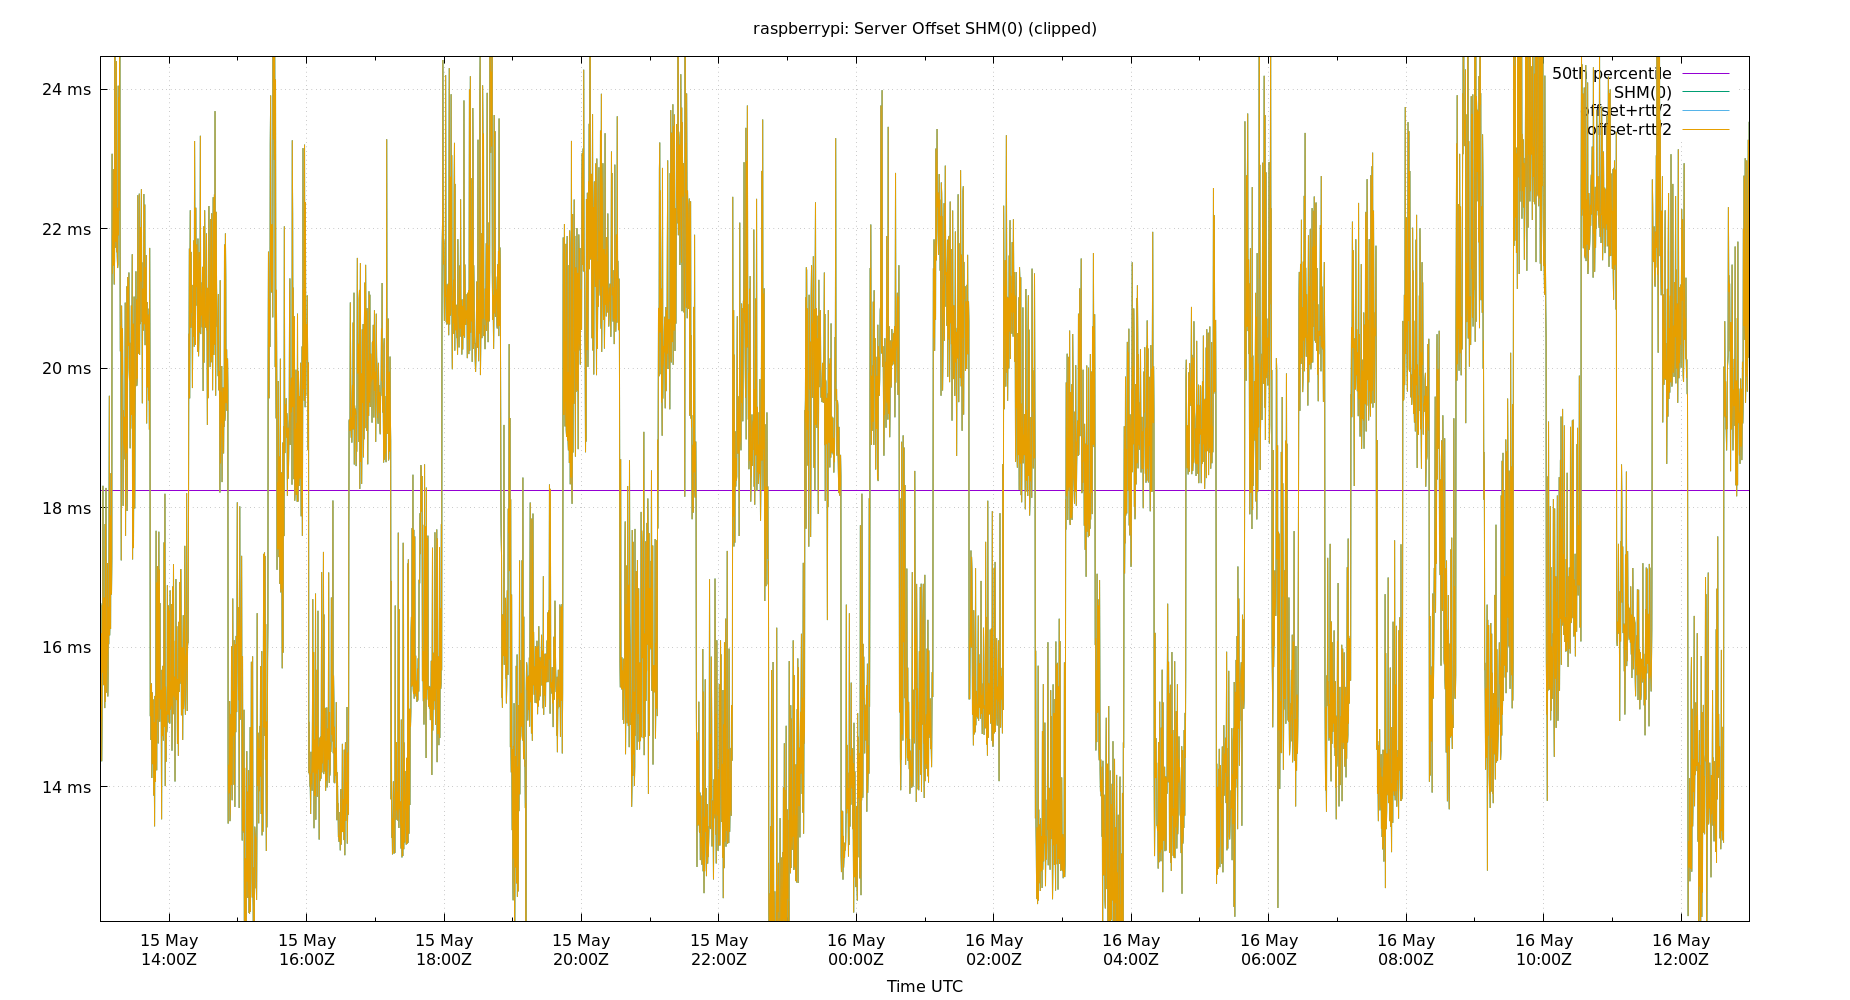 raspberrypi: Server Offset SHM(0) (clipped)
24 ms
22 ms
20 ms
18 ms
16 ms
14 ms
50th percentile
SHM(0)
offset+rtt/2
offset-rtt/2
15 May 15 May 15 May 15 May 15 May 16 May 16 May 16 May 16 May 16 May 16 May 16 May
14:00Z 16:00Z 18:00Z 20:00Z 22:00Z 00:00Z 02:00Z 04:00Z 06:00Z 08:00Z 10:00Z 12:00Z
Time UTC